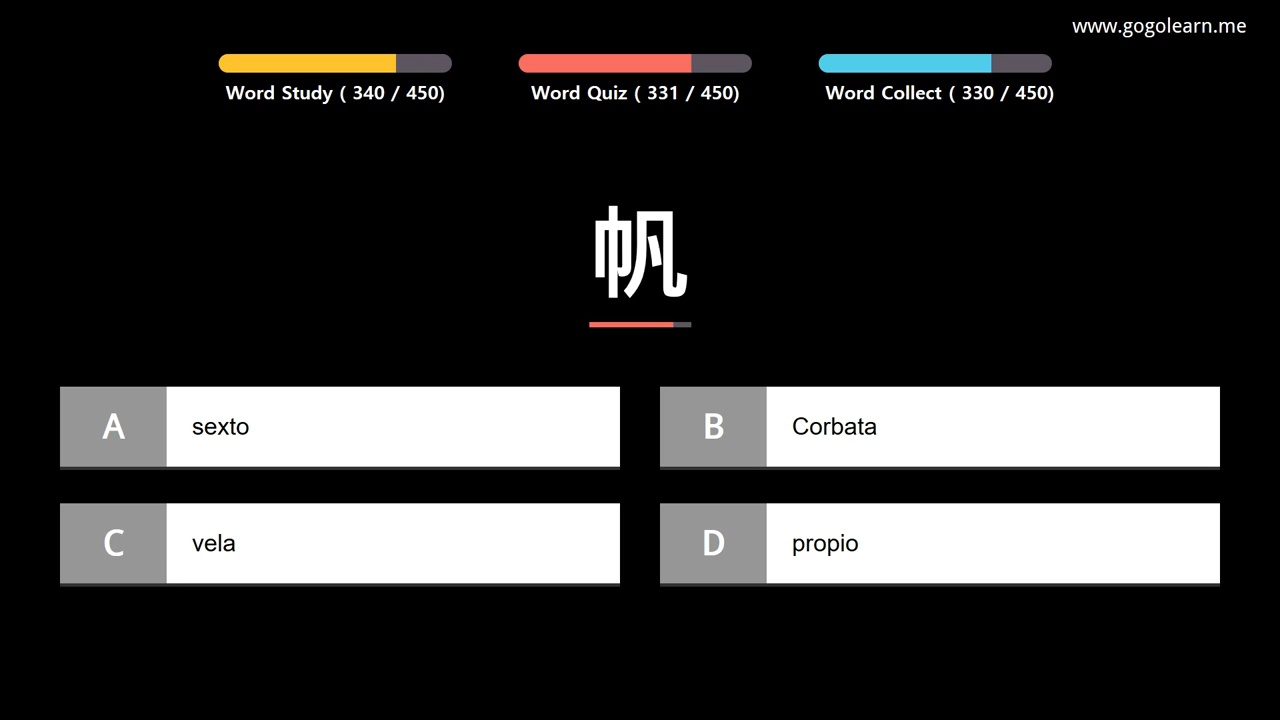 www.gogolearn.me
Word Study ( 340 / 450)
Word Quiz ( 331 / 450)
Word Collect ( 330 / 450)
帆
A sexto
B Corbata
C vela
D propio